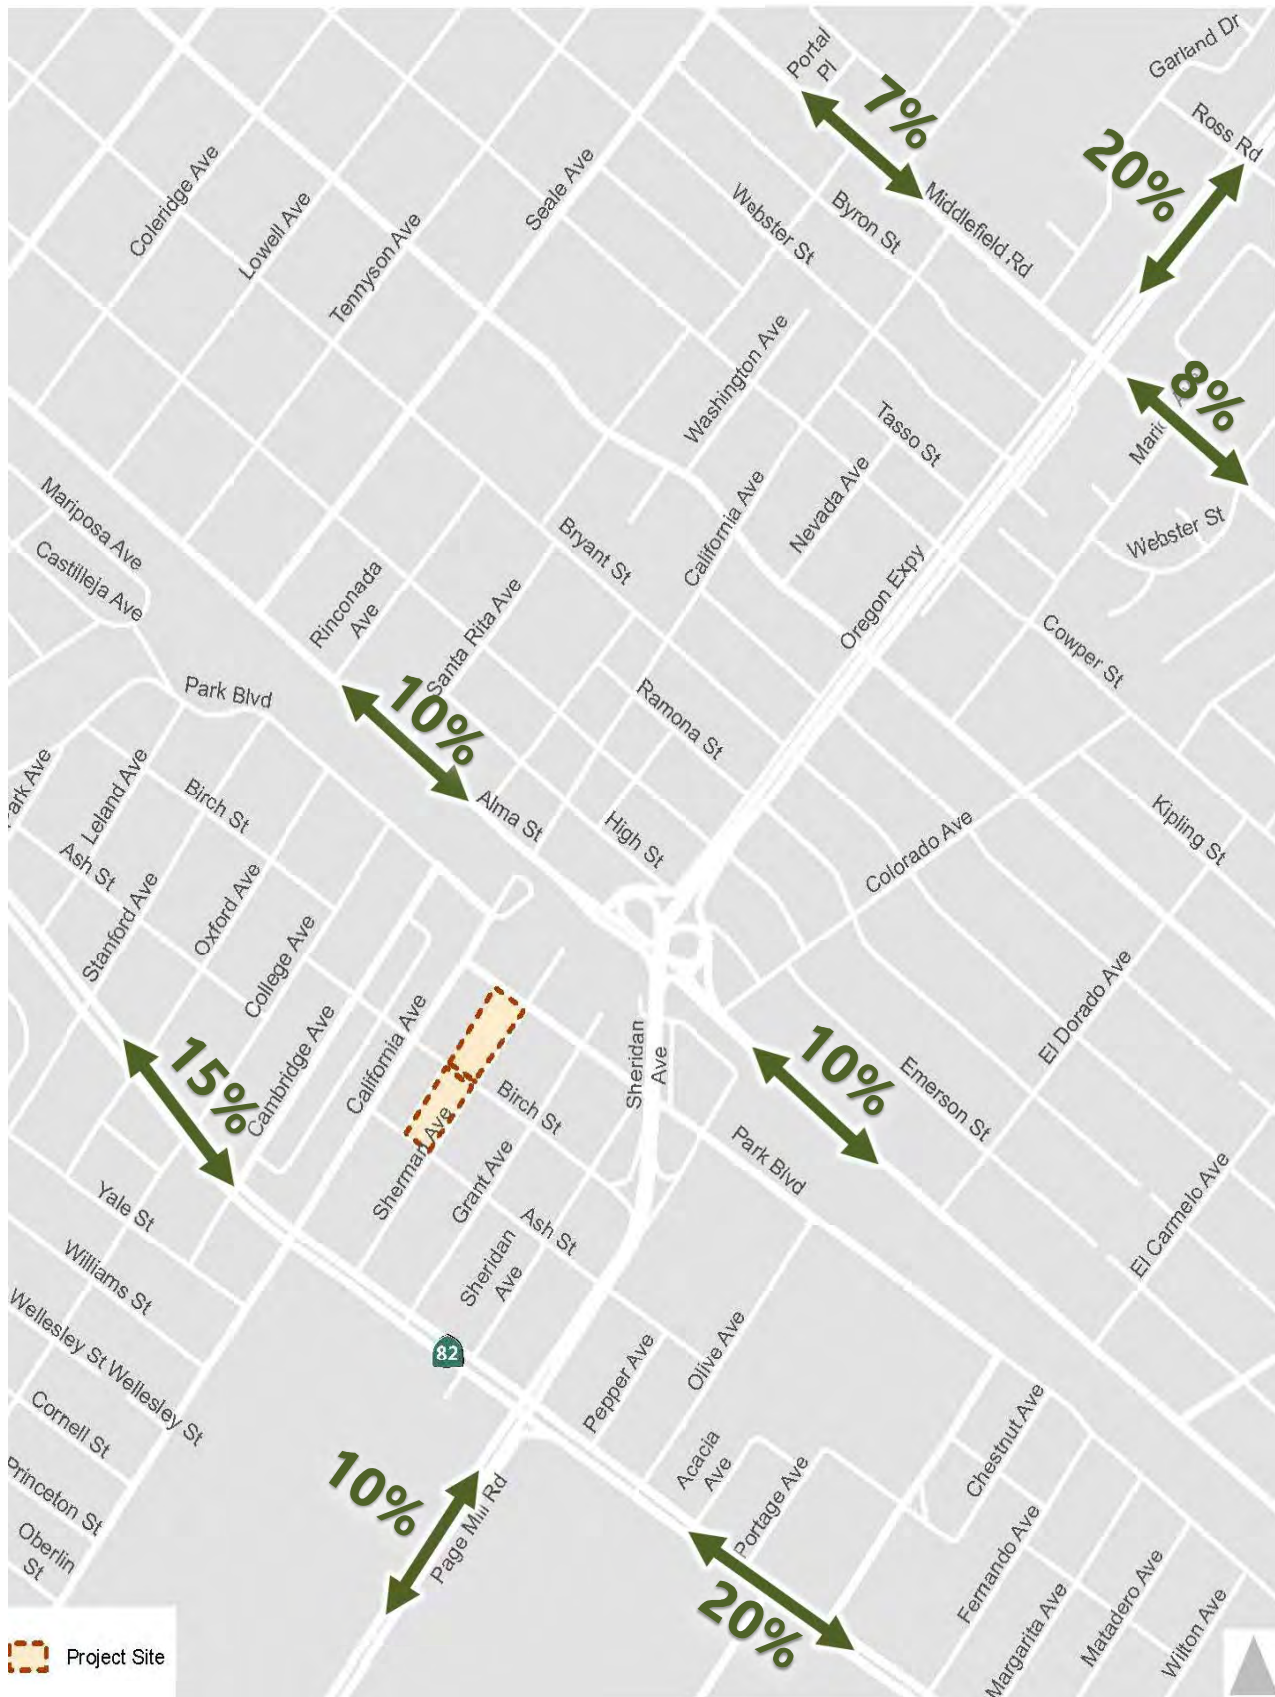 Portal
Pl
Garland Dr
7%
Ross Rd
20%
Coleridge Ave
Lowell Ave
Tennyson Ave
Seale Ave
Webster St
Byron St
Middlefield Rd
Washington Ave
8%
Tasso St
Mariposa Ave
Castilleja Ave
Rinconada
Ave
Santa Rita Ave
Bryant St
California Ave
Nevada Ave
Webster St
Oregon Expy
Cowper St
Park Blvd
10%
Ramona St
Leland Ave
Birch St
Alma St
High St
Colorado Ave
Kipling St
Ash St
Stanford Ave
Oxford Ave
College Ave
Cambridge Ave
California Ave
Sheridan
Ave
El Dorado Ave
15%
10%
Emerson St
Birch St
Sherman Ave
Grant Ave
Park Blvd
El Carmelo Ave
Yale St
Ash St
Williams St
Sheridan
Ave
82
Wellesley St
Wellesley St
Pepper Ave
Olive Ave
Cornell St
Acacia
Ave
Chestnut Ave
Princeton St
10%
Page Mill Rd
Portage Ave
Oberlin
St
Fernando Ave
20%
Margarita Ave
Matadero Ave
Wilton Ave
Project Site